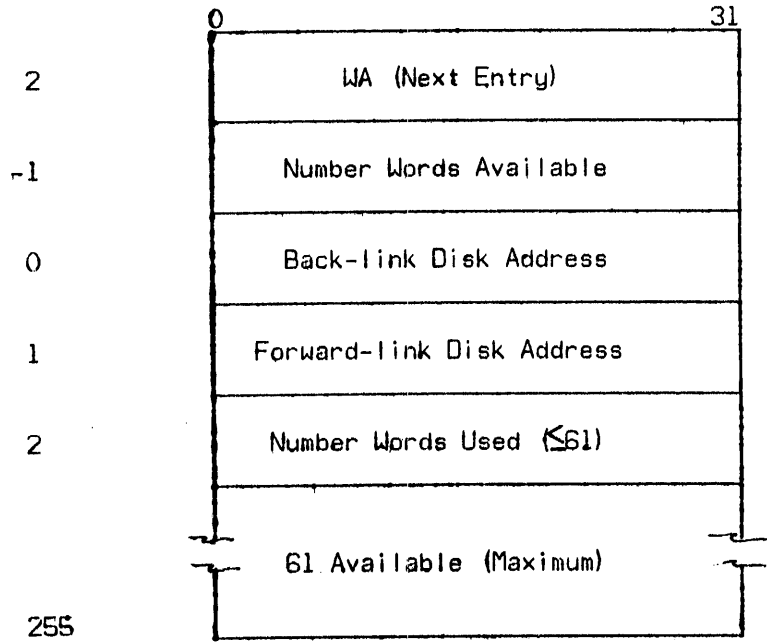 0 31
2 WA (Next Entry)
-1 Number Words Available
0 Back-link Disk Address
1 Forward-link Disk Address
2 Number Words Used (≤61)
61 Available (Maximum)
255